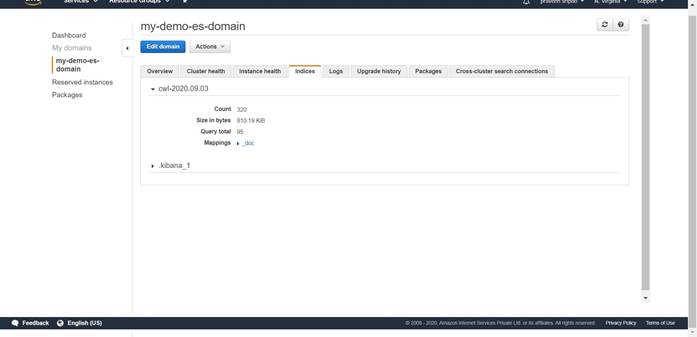 Services
Resource Groups
N. Virginia
Support
my-demo-es-domain
Dashboard
My domains
my-demo-es-
domain
Reserved instances
Packages
Edit domain
Actions
Overview
Cluster health
Instance health
Indices
Logs
Upgrade history
Packages
Cross-cluster search connections
cwl-2020.09.03
Count 320
Size in bytes 810.19 KiB
Query total 95
Mappings _doc
.kibana_1
Feedback
English (US)
© 2008 - 2020, Amazon Internet Services Private Ltd. or its affiliates. All rights reserved.
Privacy Policy
Terms of Use